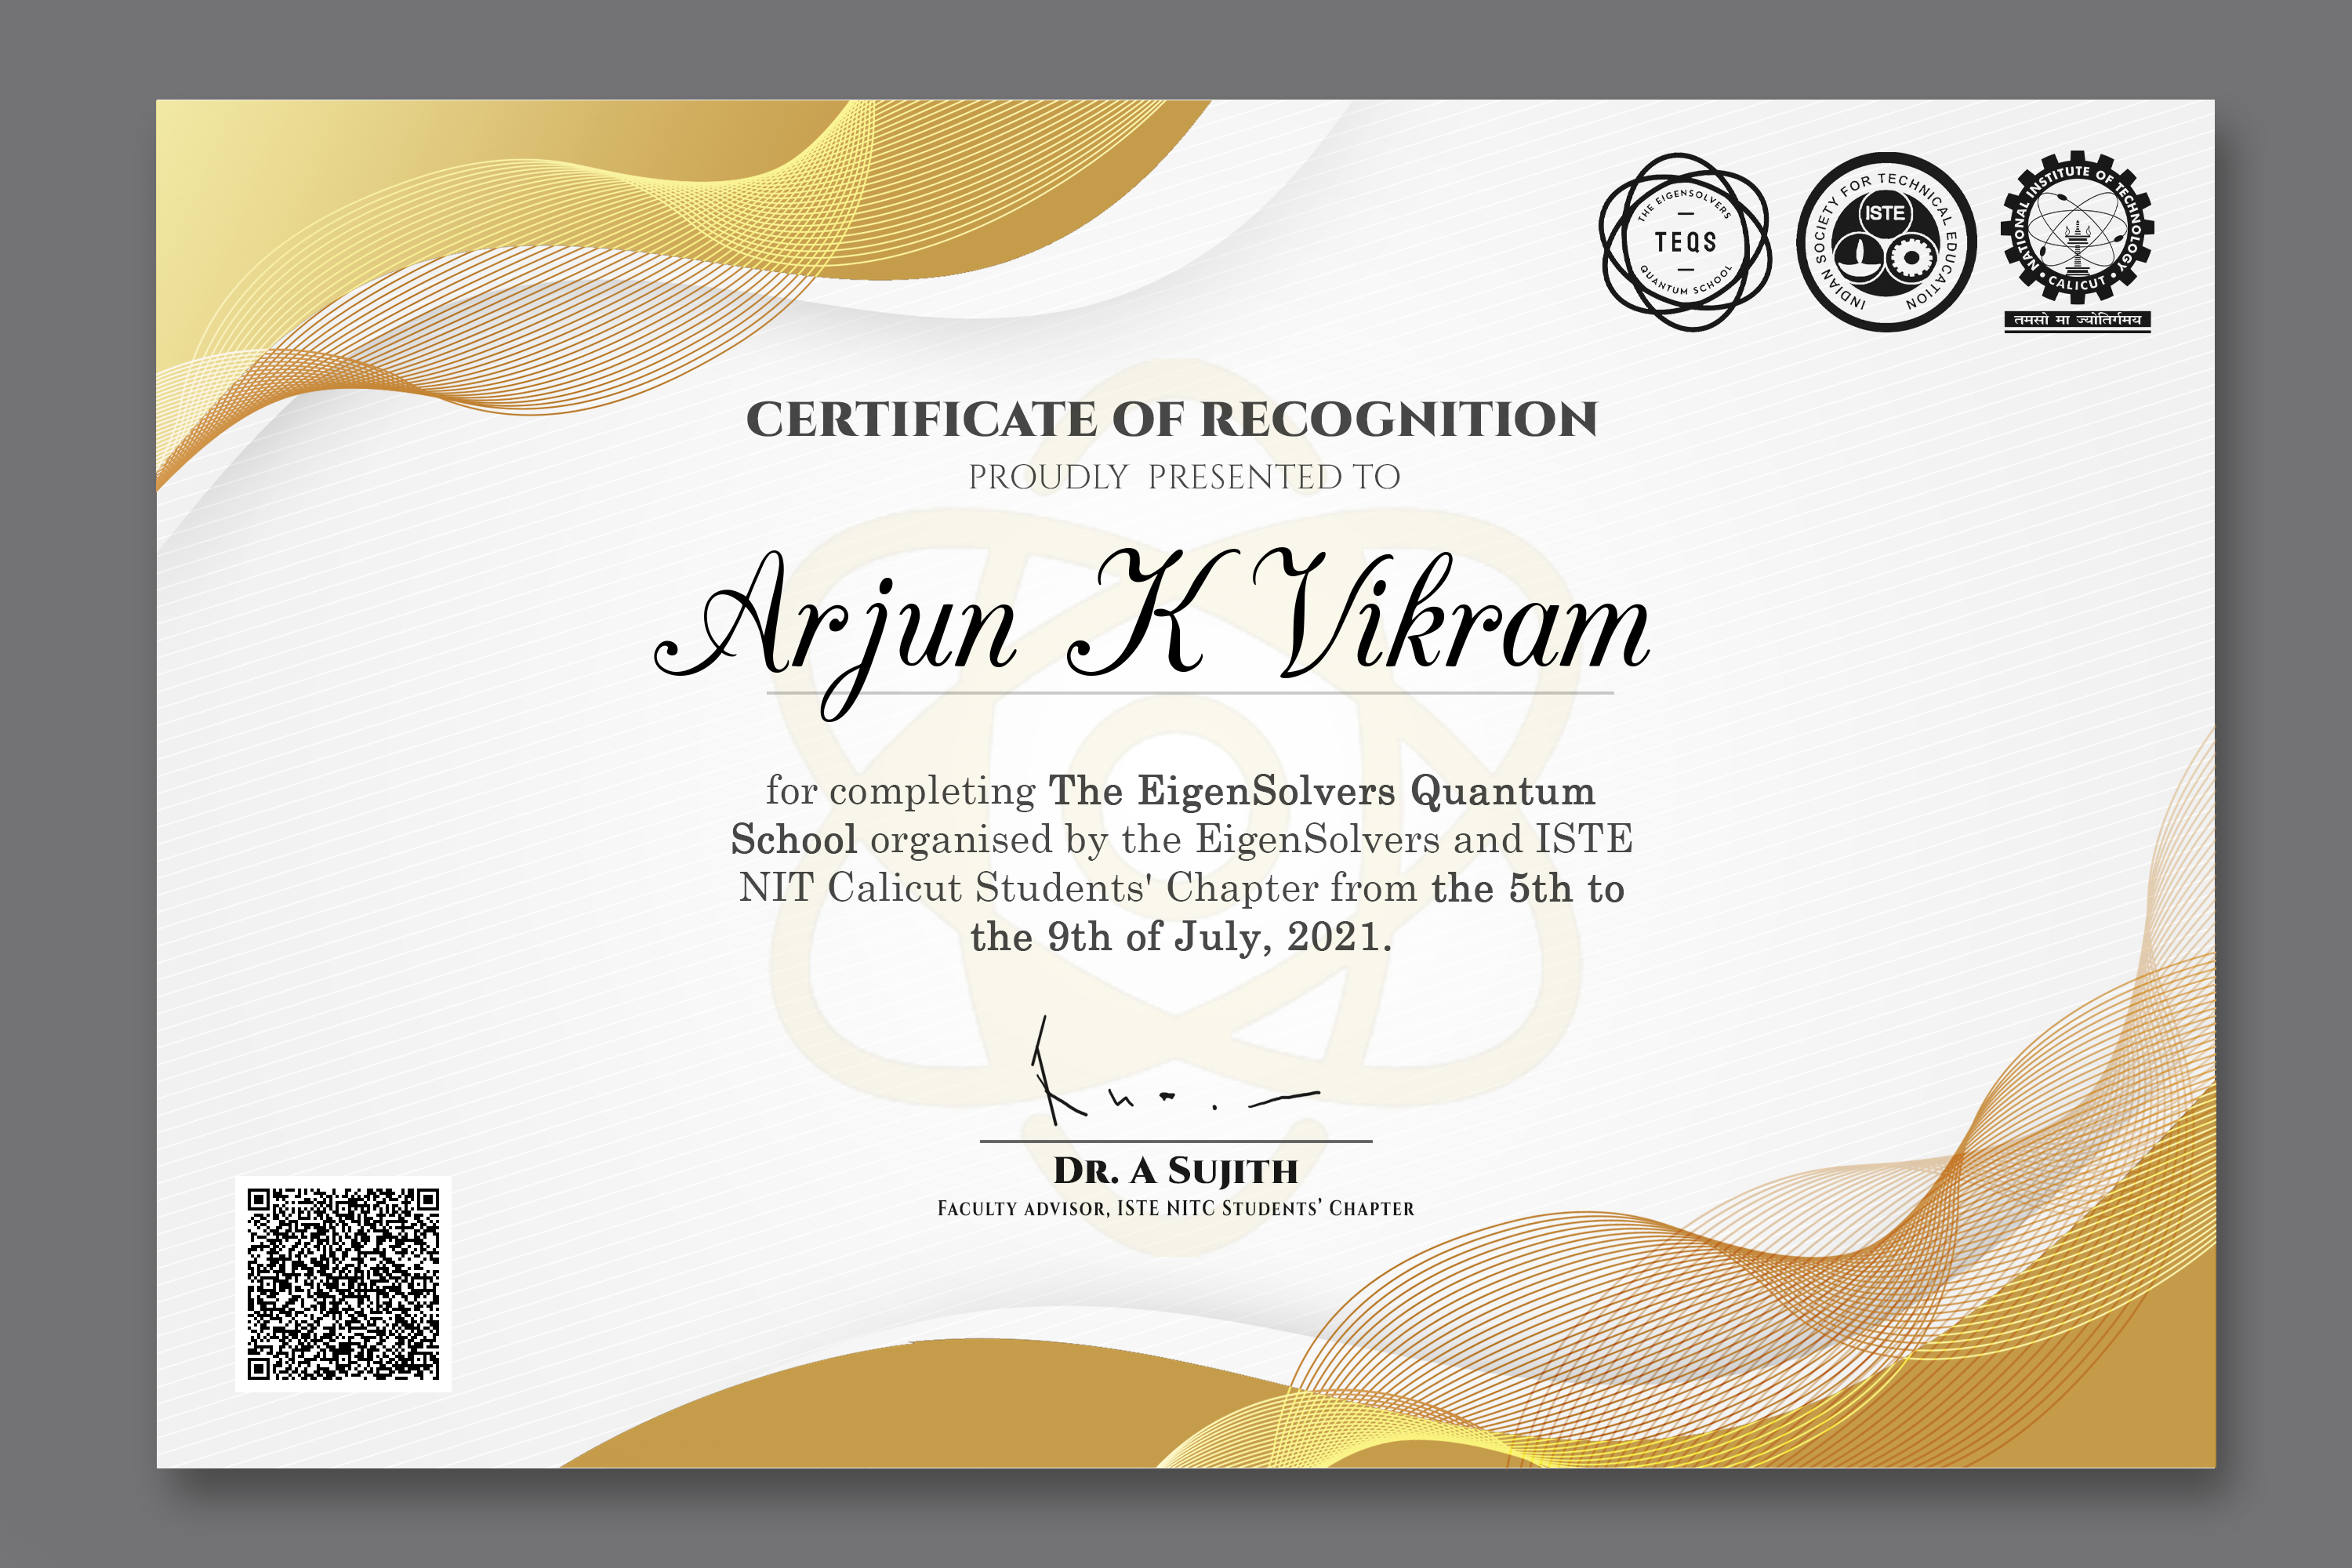 THE EIGENSOLVERS
TEQS
QUANTUM SCHOOL
INDIAN SOCIETY FOR TECHNICAL EDUCATION
ISTE
NATIONAL INSTITUTE OF TECHNOLOGY
• CALICUT •
तमसो मा ज्योतिर्गमय
CERTIFICATE OF RECOGNITION
PROUDLY PRESENTED TO
Arjun K Vikram
for completing The EigenSolvers Quantum
School organised by the EigenSolvers and ISTE
NIT Calicut Students' Chapter from the 5th to
the 9th of July, 2021.
DR. A SUJITH
FACULTY ADVISOR, ISTE NITC STUDENTS’ CHAPTER